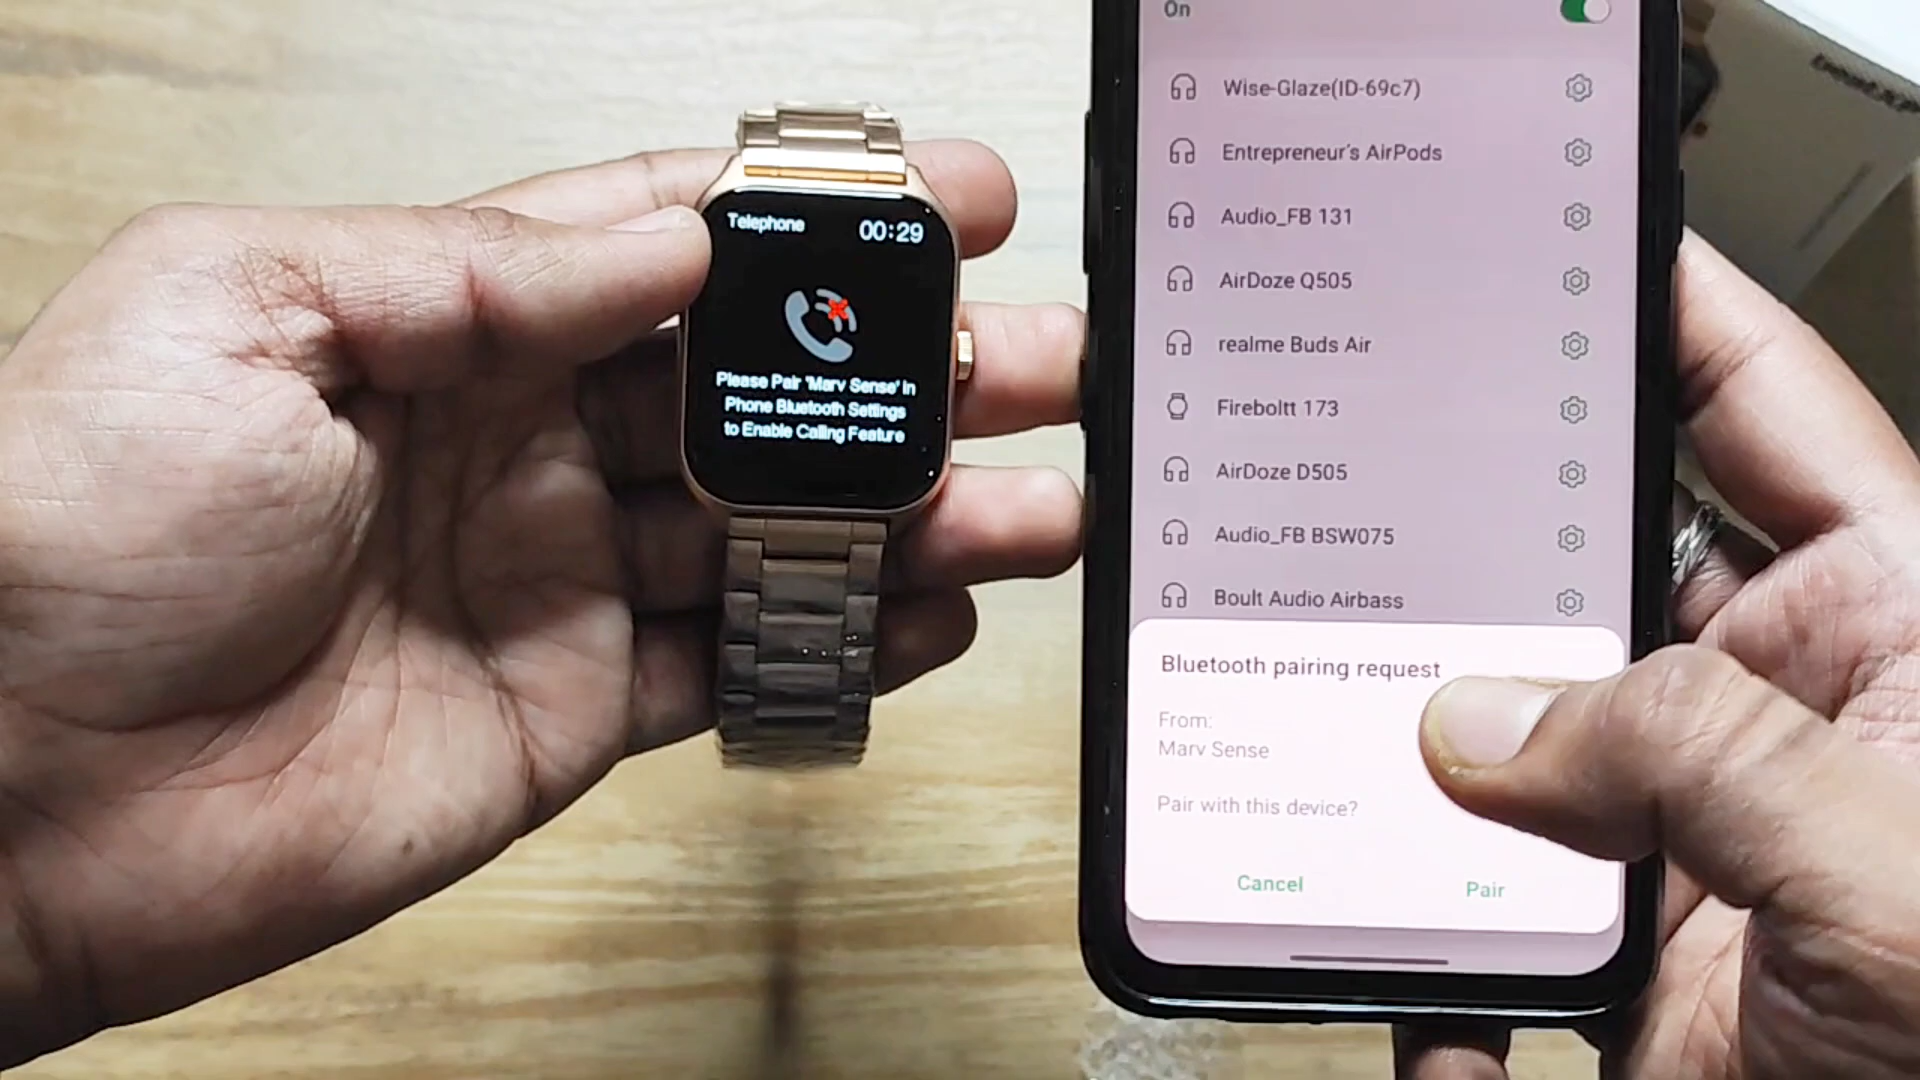 Telephone
00:29
Please Pair 'Marv Sense' in
Phone Bluetooth Settings
to Enable Calling Feature
On
Wise-Glaze(ID-69c7)
Entrepreneur's AirPods
Audio_FB 131
AirDoze Q505
realme Buds Air
Fireboltt 173
AirDoze D505
Audio_FB BSW075
Boult Audio Airbass
Bluetooth pairing request
From:
Marv Sense
Pair with this device?
Cancel
Pair